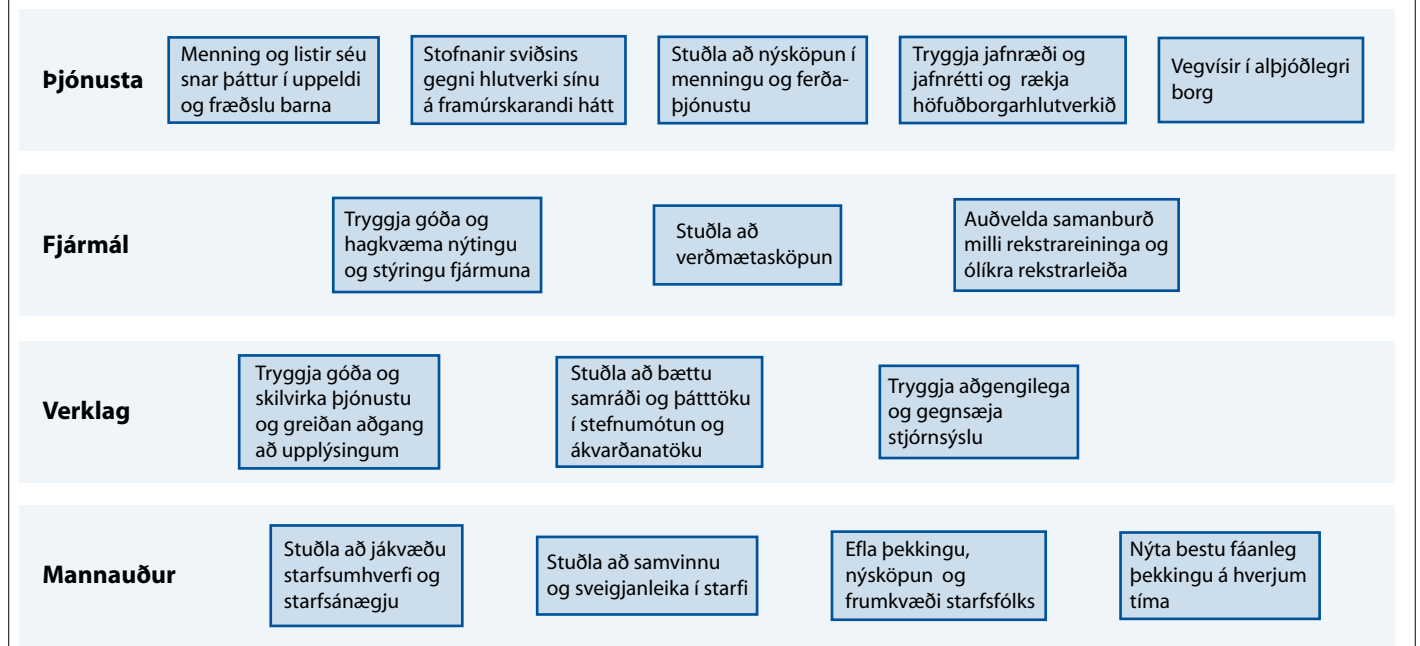 Þjónusta
Menning og listir séu
snar þáttur í uppeldi
og fræðslu barna
Stofnanir sviðsins
gegni hlutverki sínu
á framúrskarandi hátt
Stuðla að nýsköpun í
menningu og ferða-
þjónustu
Tryggja jafnræði og
jafnrétti og rækja
höfuðborgarhlutverkið
Vegvísir í alþjóðlegri
borg
Fjármál
Tryggja góða og
hagkvæma nýtingu
og stýringu fjármuna
Stuðla að
verðmætasköpun
Auðvelda samanburð
milli rekstrareininga og
ólíkra rekstrarleiða
Verklag
Tryggja góða og
skilvirka þjónustu
og greiðan aðgang
að upplýsingum
Stuðla að bættu
samráði og þátttöku
í stefnumótun og
ákvarðanatöku
Tryggja aðgengilega
og gegnsæja
stjórnsýslu
Mannauður
Stuðla að jákvæðu
starfsumhverfi og
starfsánægju
Stuðla að samvinnu
og sveigjanleika í starfi
Efla þekkingu,
nýsköpun og
frumkvæði starfsfólks
Nýta bestu fáanleg
þekkingu á hverjum
tíma